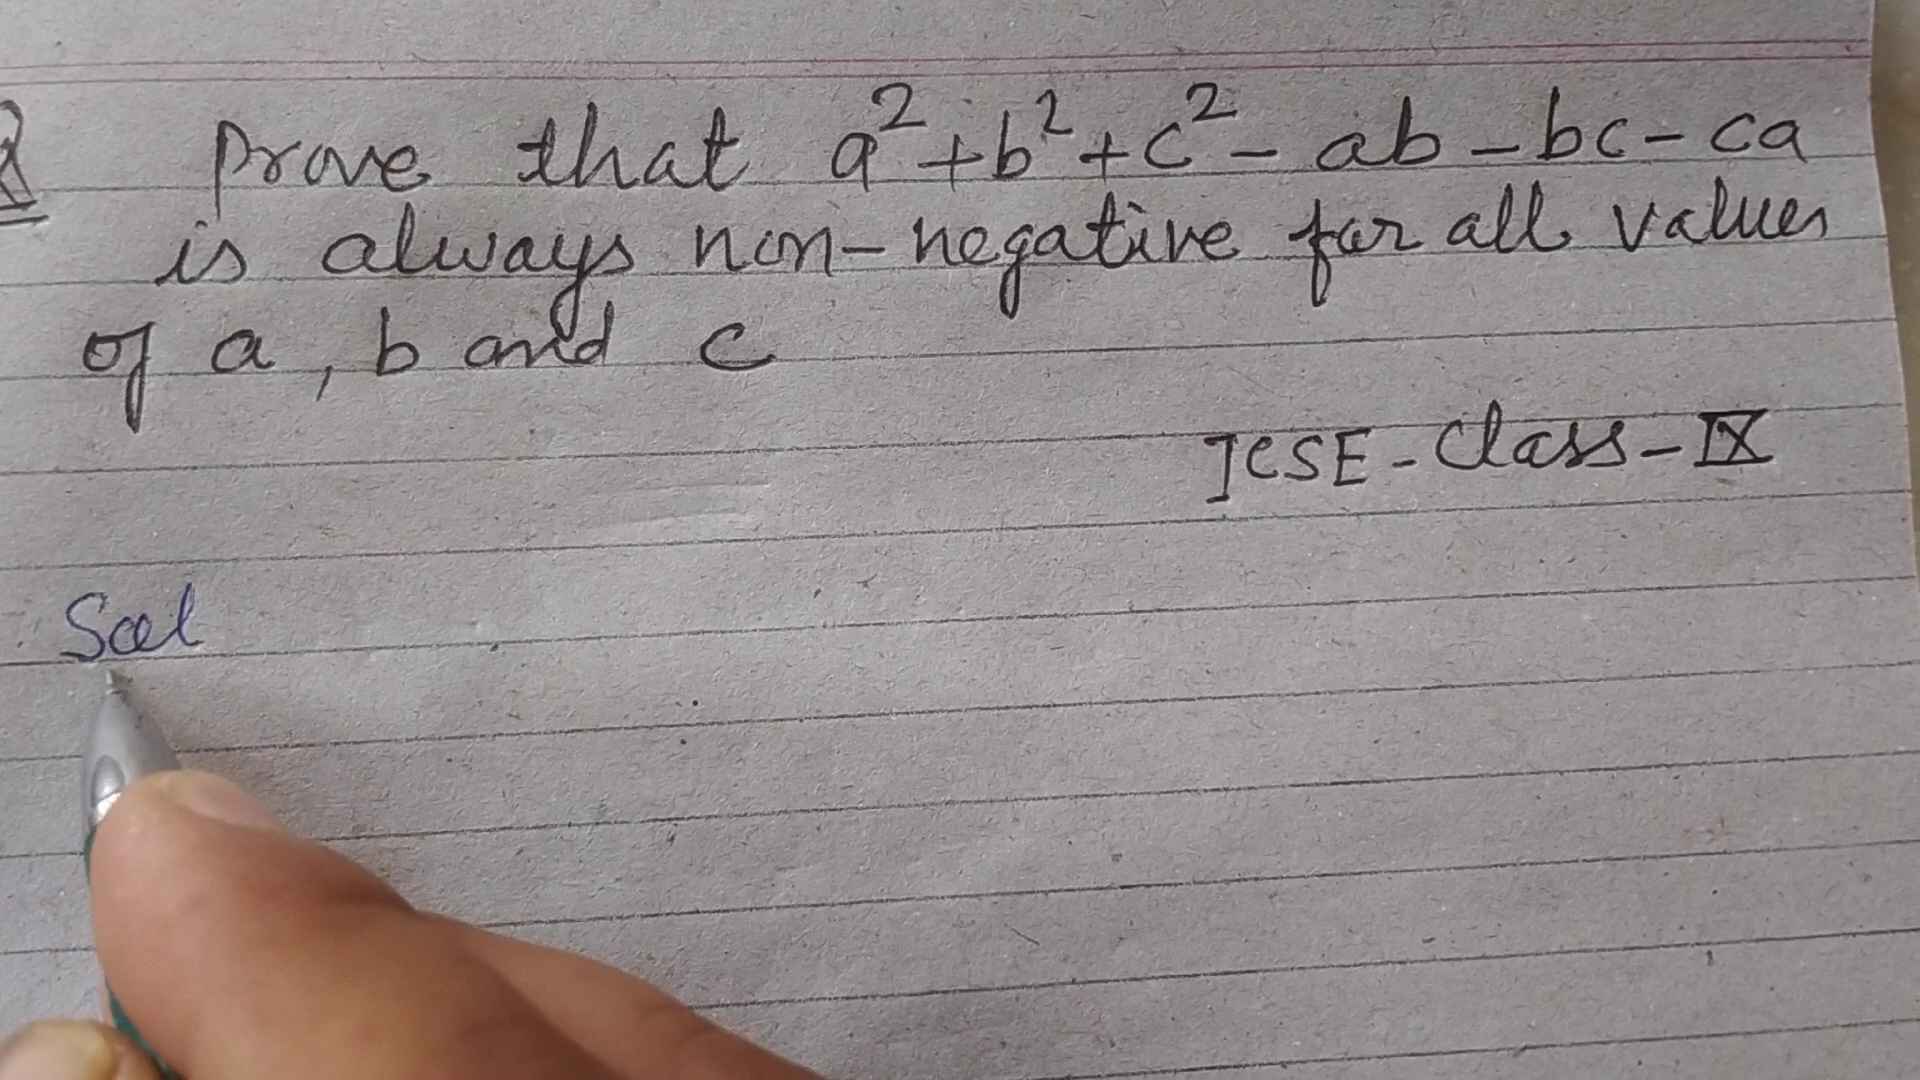 Q Prove that a²+b²+c²-ab-bc-ca
is always non-negative for all values
of a, b and c
ICSE-Class-IX
Sol